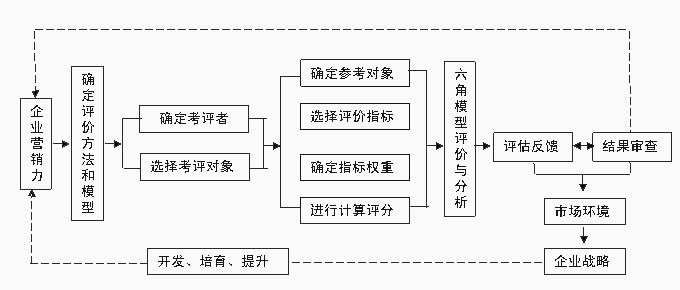 企业营销力
确定评价方法和模型
确定考评者
选择考评对象
确定参考对象
选择评价指标
确定指标权重
进行计算评分
六角模型评价与分析
评估反馈
结果审查
市场环境
企业战略
开发、培育、提升